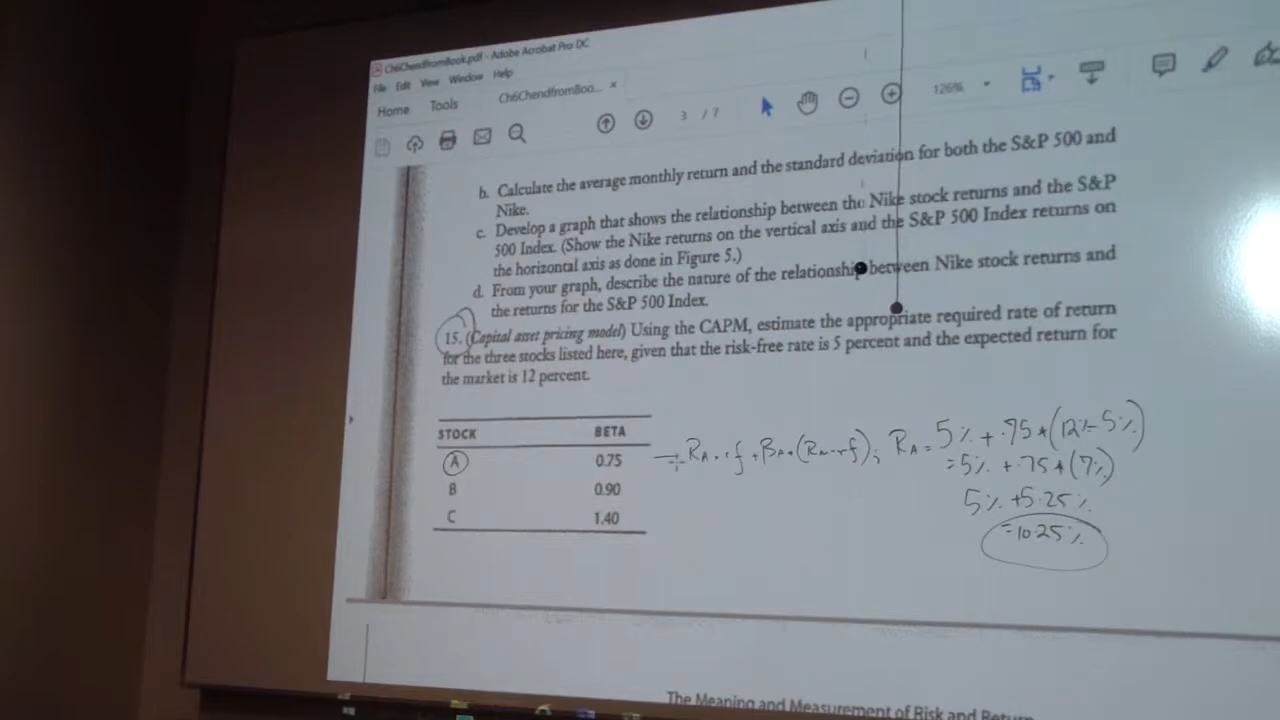 Ch6ChendfromBook.pdf - Adobe Acrobat Pro DC
File Edit View Window Help
Home Tools Ch6ChendfromBoo... ×
3 / 7 126%
b. Calculate the average monthly return and the standard deviation for both the S&P 500 and
Nike.
c. Develop a graph that shows the relationship between the Nike stock returns and the S&P
500 Index. (Show the Nike returns on the vertical axis and the S&P 500 Index returns on
the horizontal axis as done in Figure 5.)
d. From your graph, describe the nature of the relationship between Nike stock returns and
the returns for the S&P 500 Index.
15. (Capital asset pricing model) Using the CAPM, estimate the appropriate required rate of return
for the three stocks listed here, given that the risk-free rate is 5 percent and the expected return for
the market is 12 percent.
STOCK BETA
A 0.75
B 0.90
C 1.40
RA = 5% + .75 * (12% - 5%)
= 5% + .75 * (7%)
5% + 5.25%
= 10.25%
The Meaning and Measurement of Risk and Return